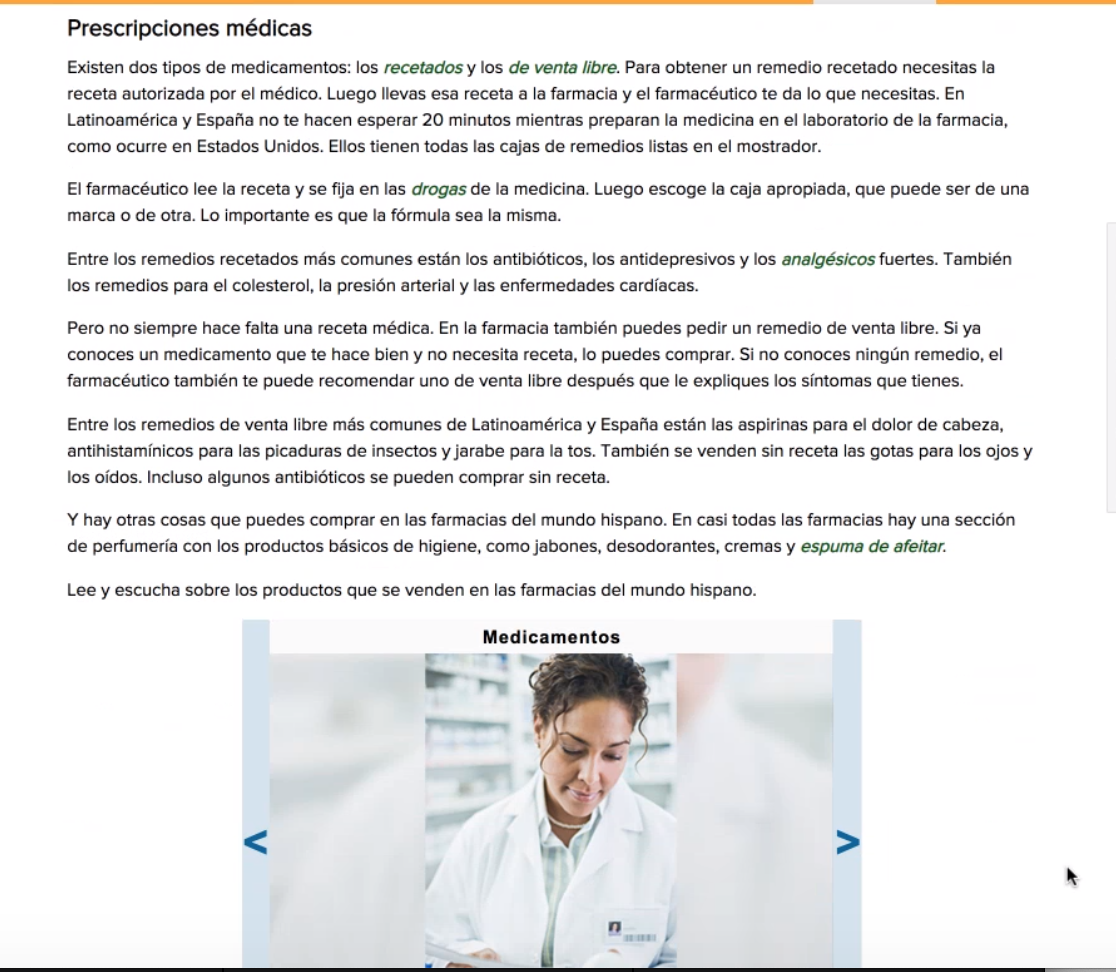 Prescripciones médicas
Existen dos tipos de medicamentos: los recetados y los de venta libre. Para obtener un remedio recetado necesitas la
receta autorizada por el médico. Luego llevas esa receta a la farmacia y el farmacéutico te da lo que necesitas. En
Latinoamérica y España no te hacen esperar 20 minutos mientras preparan la medicina en el laboratorio de la farmacia,
como ocurre en Estados Unidos. Ellos tienen todas las cajas de remedios listas en el mostrador.
El farmacéutico lee la receta y se fija en las drogas de la medicina. Luego escoge la caja apropiada, que puede ser de una
marca o de otra. Lo importante es que la fórmula sea la misma.
Entre los remedios recetados más comunes están los antibióticos, los antidepresivos y los analgésicos fuertes. También
los remedios para el colesterol, la presión arterial y las enfermedades cardíacas.
Pero no siempre hace falta una receta médica. En la farmacia también puedes pedir un remedio de venta libre. Si ya
conoces un medicamento que te hace bien y no necesita receta, lo puedes comprar. Si no conoces ningún remedio, el
farmacéutico también te puede recomendar uno de venta libre después que le expliques los síntomas que tienes.
Entre los remedios de venta libre más comunes de Latinoamérica y España están las aspirinas para el dolor de cabeza,
antihistamínicos para las picaduras de insectos y jarabe para la tos. También se venden sin receta las gotas para los ojos y
los oídos. Incluso algunos antibióticos se pueden comprar sin receta.
Y hay otras cosas que puedes comprar en las farmacias del mundo hispano. En casi todas las farmacias hay una sección
de perfumería con los productos básicos de higiene, como jabones, desodorantes, cremas y espuma de afeitar.
Lee y escucha sobre los productos que se venden en las farmacias del mundo hispano.
Medicamentos
<
>